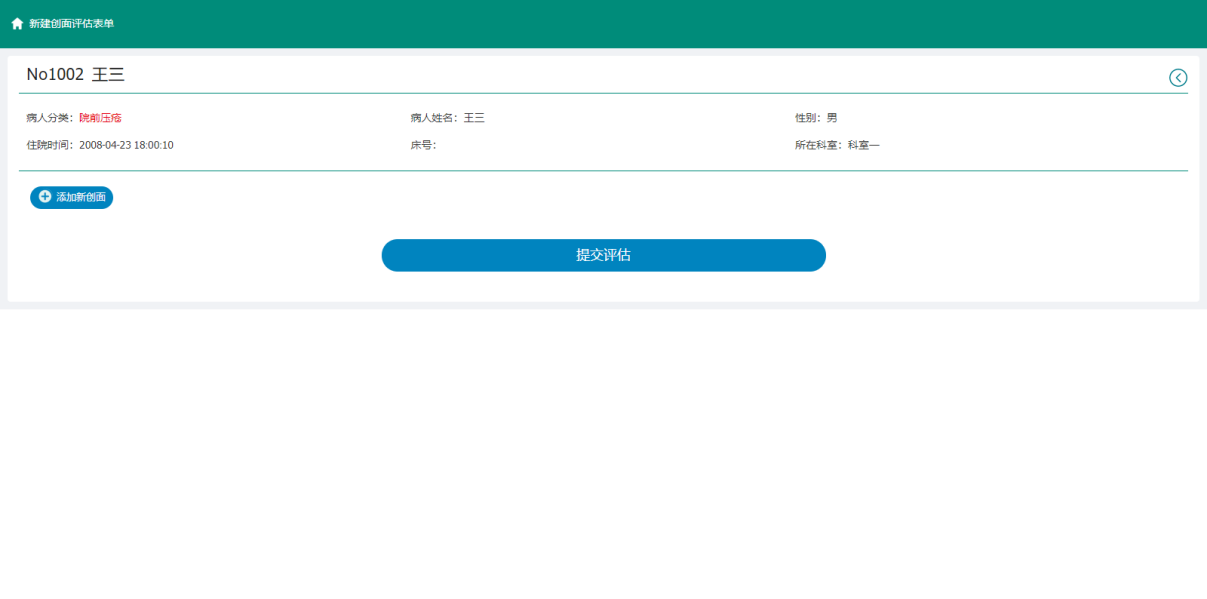 新建创面评估表单
No1002 王三
病人分类：院前压疮 病人姓名：王三 性别：男
住院时间：2008-04-23 18:00:10 床号： 所在科室：科室一
添加新创面
提交评估